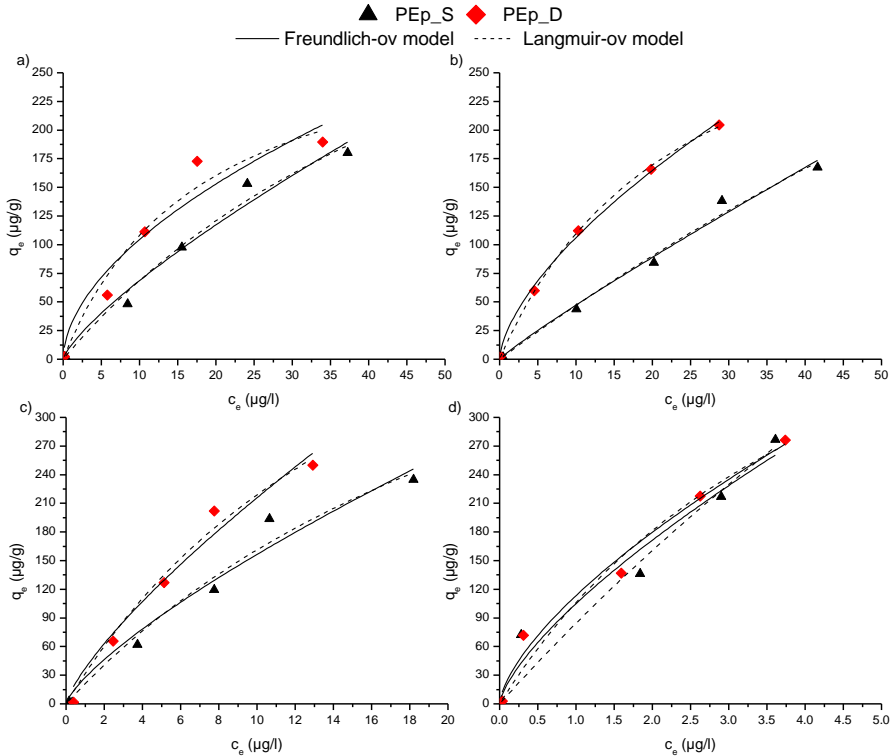 PEp_S PEp_D
Freundlich-ov model Langmuir-ov model
a)
250
225
200
175
150
125
100
75
50
25
0
qe (µg/g)
0 5 10 15 20 25 30 35 40 45 50
ce (µg/l)
b)
250
225
200
175
150
125
100
75
50
25
0
qe (µg/g)
0 5 10 15 20 25 30 35 40 45 50
ce (µg/l)
c)
300
270
240
210
180
150
120
90
60
30
0
qe (µg/g)
0 2 4 6 8 10 12 14 16 18 20
ce (µg/l)
d)
300
270
240
210
180
150
120
90
60
30
0
qe (µg/g)
0.0 0.5 1.0 1.5 2.0 2.5 3.0 3.5 4.0 4.5 5.0
ce (µg/l)